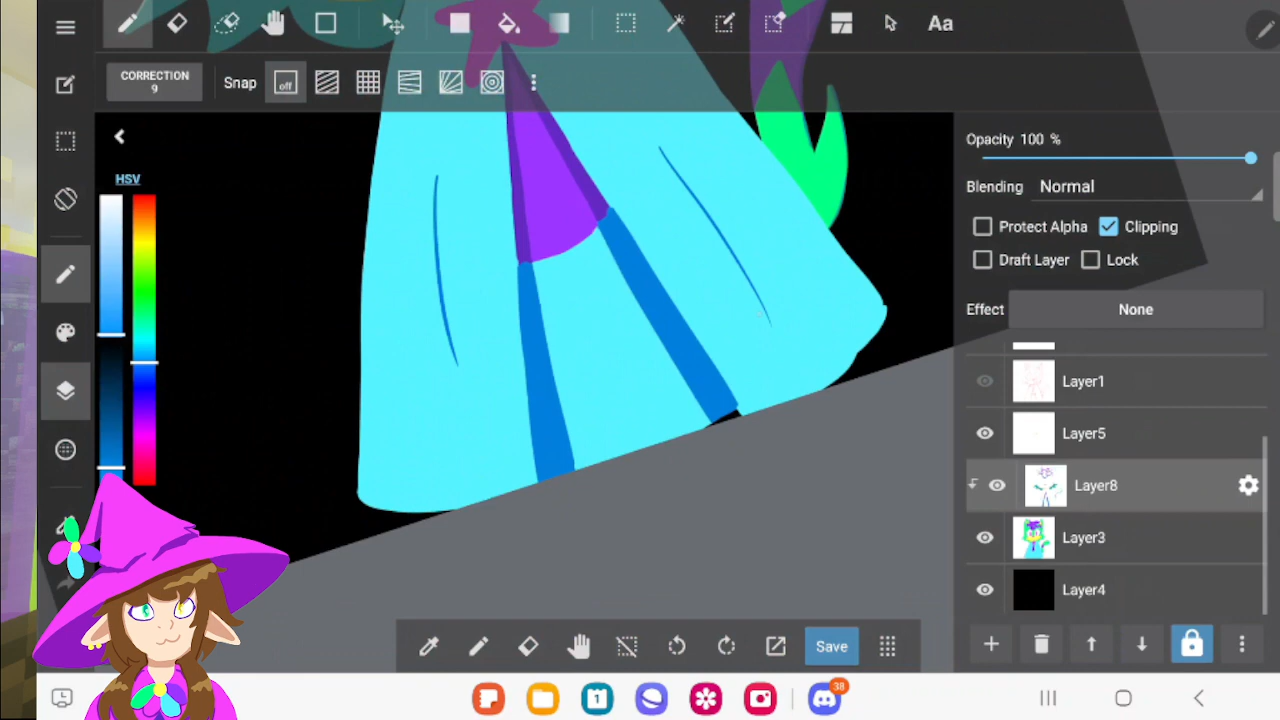 Aa
CORRECTION
9
Snap
off
HSV
Opacity 100 %
Blending Normal
Protect Alpha Clipping
Draft Layer Lock
Effect None
Layer1
Layer5
Layer8
Layer3
Layer4
Save
1
38